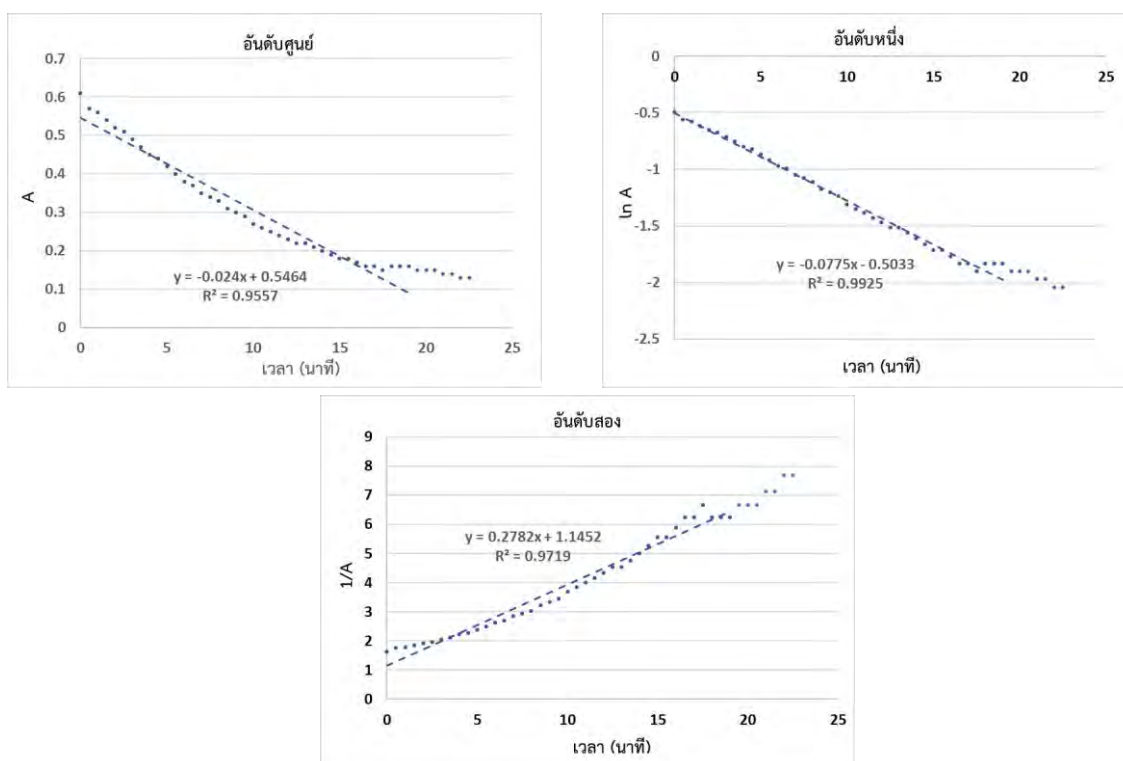 อันดับศูนย์
0.7
0.6
0.5
0.4
0.3
0.2
0.1
0
A
y = -0.024x + 0.5464
R² = 0.9557
0 5 10 15 20 25
เวลา (นาที)
อันดับหนึ่ง
0
-0.5
-1
-1.5
-2
-2.5
0 5 10 15 20 25
ln A
y = -0.0775x - 0.5033
R² = 0.9925
เวลา (นาที)
อันดับสอง
9
8
7
6
5
4
3
2
1
0
1/A
y = 0.2782x + 1.1452
R² = 0.9719
0 5 10 15 20 25
เวลา (นาที)